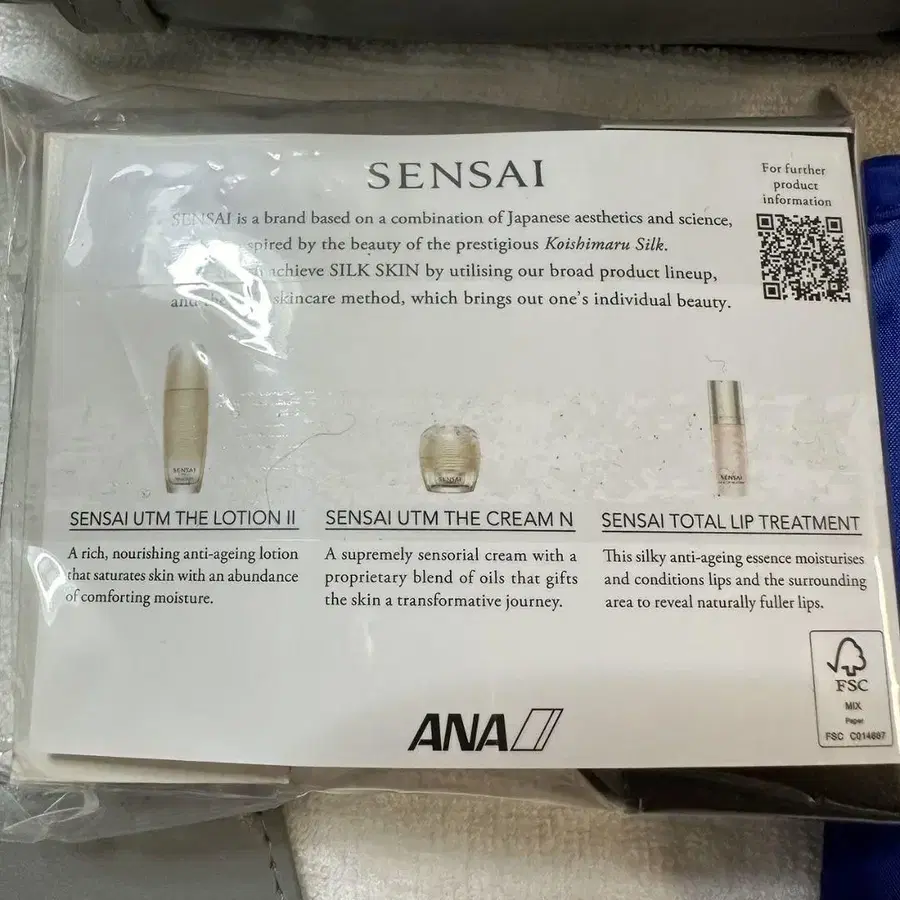 SENSAI
For further
product
information
SENSAI is a brand based on a combination of Japanese aesthetics and science,
spired by the beauty of the prestigious Koishimaru Silk.
achieve SILK SKIN by utilising our broad product lineup,
and skincare method, which brings out one's individual beauty.
SENSAI
SENSAI
SENSAI
SENSAI UTM THE LOTION II
A rich, nourishing anti-ageing lotion
that saturates skin with an abundance
of comforting moisture.
SENSAI UTM THE CREAM N
A supremely sensorial cream with a
proprietary blend of oils that gifts
the skin a transformative journey.
SENSAI TOTAL LIP TREATMENT
This silky anti-ageing essence moisturises
and conditions lips and the surrounding
area to reveal naturally fuller lips.
FSC
MIX
Paper
FSC C014687
ANA